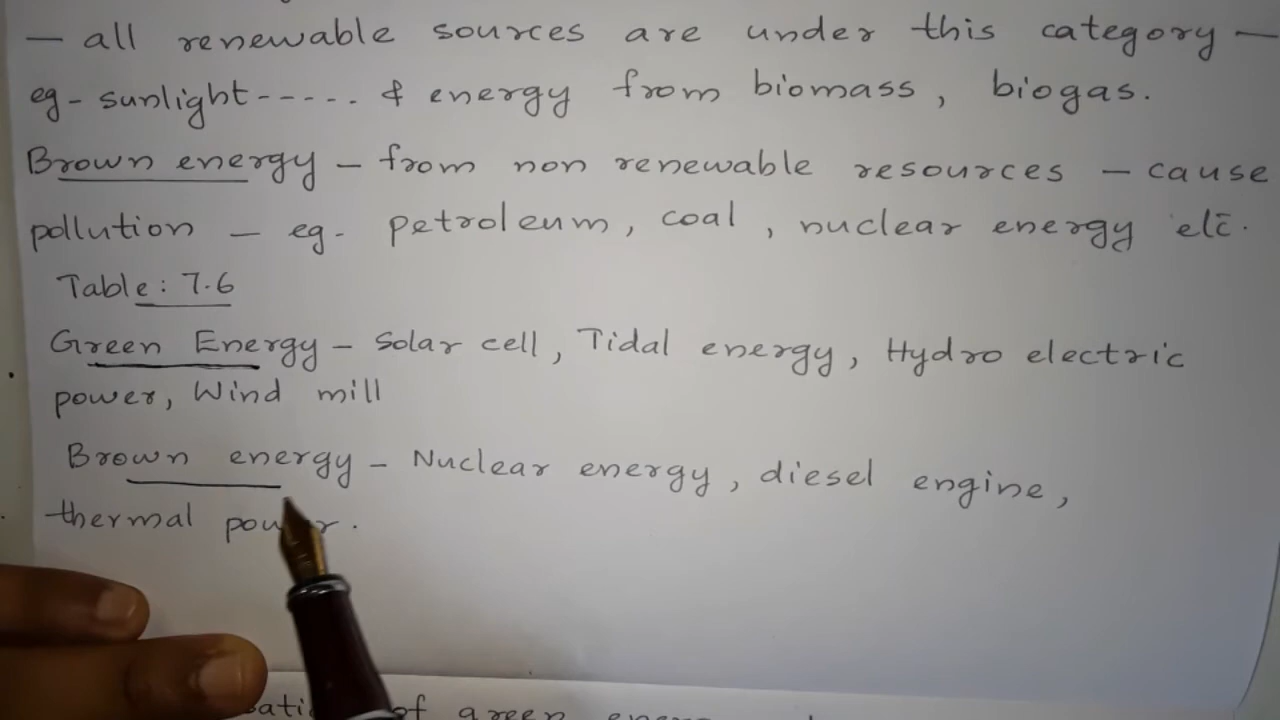 — all renewable sources are under this category —
eg - sunlight ----- & energy from biomass, biogas.
Brown energy - from non renewable resources - cause
pollution - eg. petroleum, coal, nuclear energy etc.
Table: 7.6
Green Energy - Solar cell, Tidal energy, Hydro electric
power, Wind mill
Brown energy - Nuclear energy, diesel engine,
thermal power.
of green